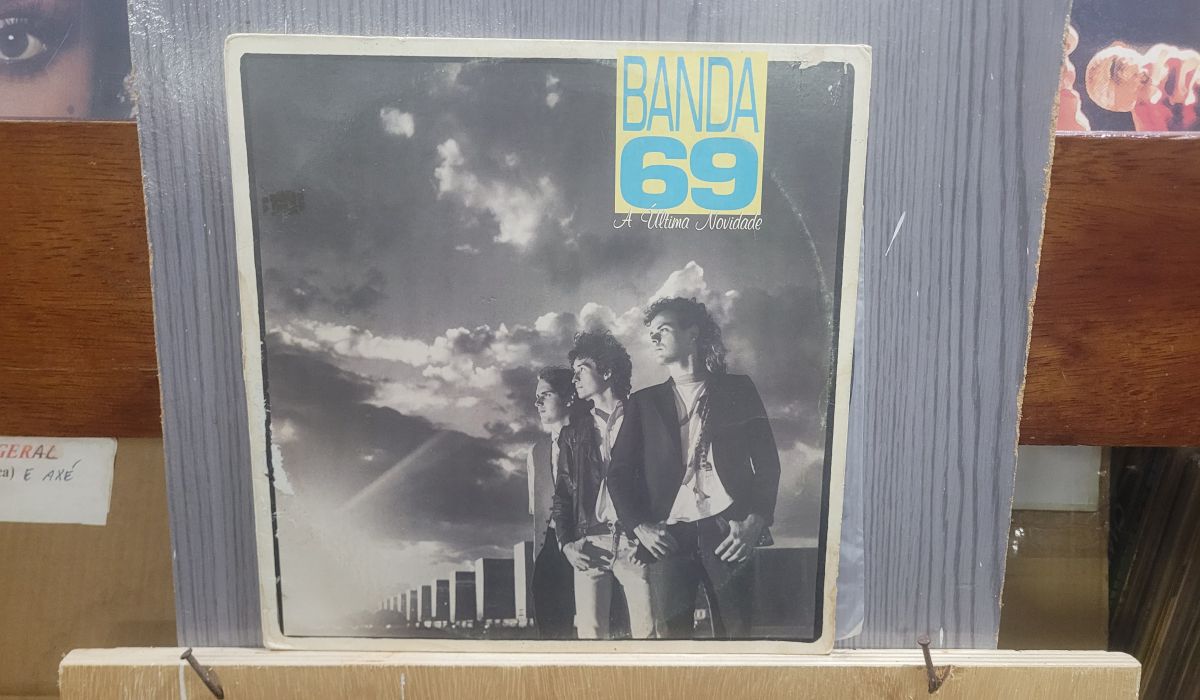 BANDA
69
A Última Novidade
GERAL
E AXÉ